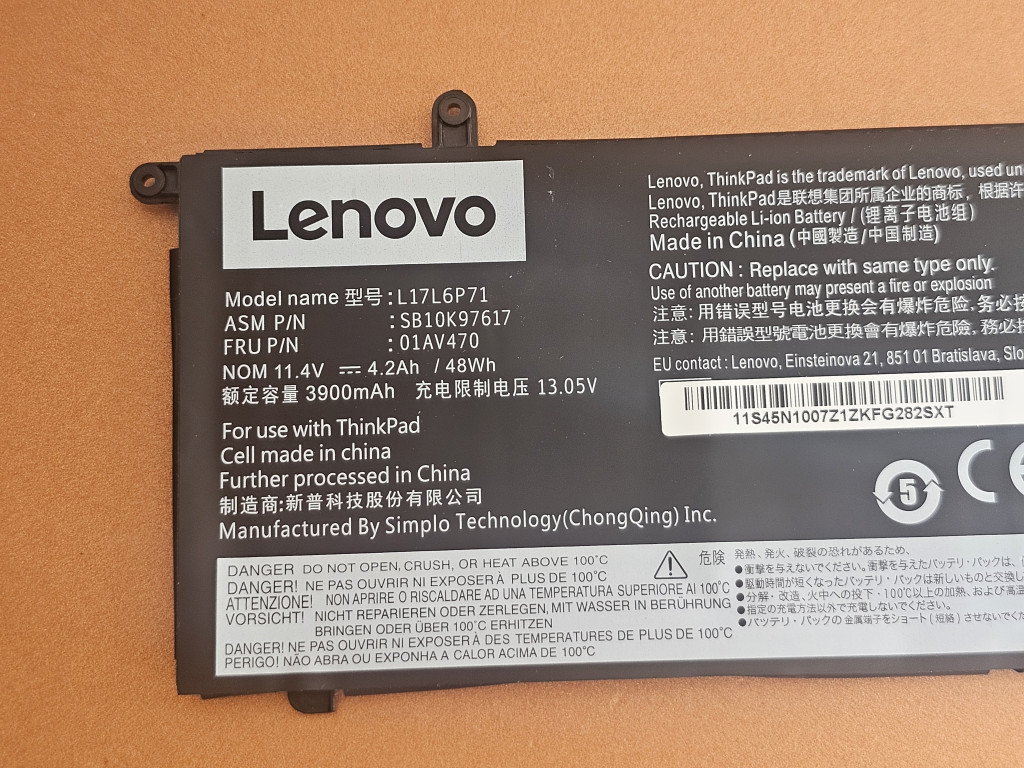 Lenovo
Model name 型号 : L17L6P71
ASM P/N : SB10K97617
FRU P/N : 01AV470
NOM 11.4V ⎓ 4.2Ah / 48Wh
额定容量 3900mAh 充电限制电压 13.05V
For use with ThinkPad
Cell made in china
Further processed in China
制造商:新普科技股份有限公司
Manufactured By Simplo Technology(ChongQing) Inc.
Lenovo, ThinkPad is the trademark of Lenovo, used
Lenovo, ThinkPad是联想集团所属企业的商标，根据许
Rechargeable Li-ion Battery / (锂离子电池组)
Made in China (中國製造/中国制造)
CAUTION : Replace with same type only.
Use of another battery may present a fire or explosion
注意: 用错误型号电池更换会有爆炸危险.务必
注意: 用錯誤型號電池更換會有爆炸危險,務必
EU contact : Lenovo, Einsteinova 21, 851 01 Bratislava,
11S45N1007Z1ZKFG282SXT
5
C
DANGER DO NOT OPEN, CRUSH, OR HEAT ABOVE 100°C
DANGER! NE PAS OUVRIR NI EXPOSER À PLUS DE 100°C
ATTENZIONE! NON APRIRE O RISCALDARE AD UNA TEMPERATURA SUPERIORE AI 100°C
VORSICHT! NICHT REPARIEREN ODER ZERLEGEN, MIT WASSER IN BERÜHRUNG
BRINGEN ODER ÜBER 100°C ERHITZEN
DANGER! NE PAS OUVRIR NI EXPOSER À DES TEMPERATURES DE PLUS DE 100°C
PERIGO! NÃO ABRA OU EXPONHA A CALOR ACIMA DE 100°C
危険 発熱、発火、破裂の恐れがあるため、
●衝撃を与えないでください。衝撃を与えたバッテリ・パックは、
●駆動時間が短くなったバッテリ・パックは新しいものと交換し
●分解・改造、火中への投下・100℃以上の加熱、および高温
●指定の充電方法以外で充電しないでください。
●バッテリ・パックの金属端子をショート(短絡)させないでくだ